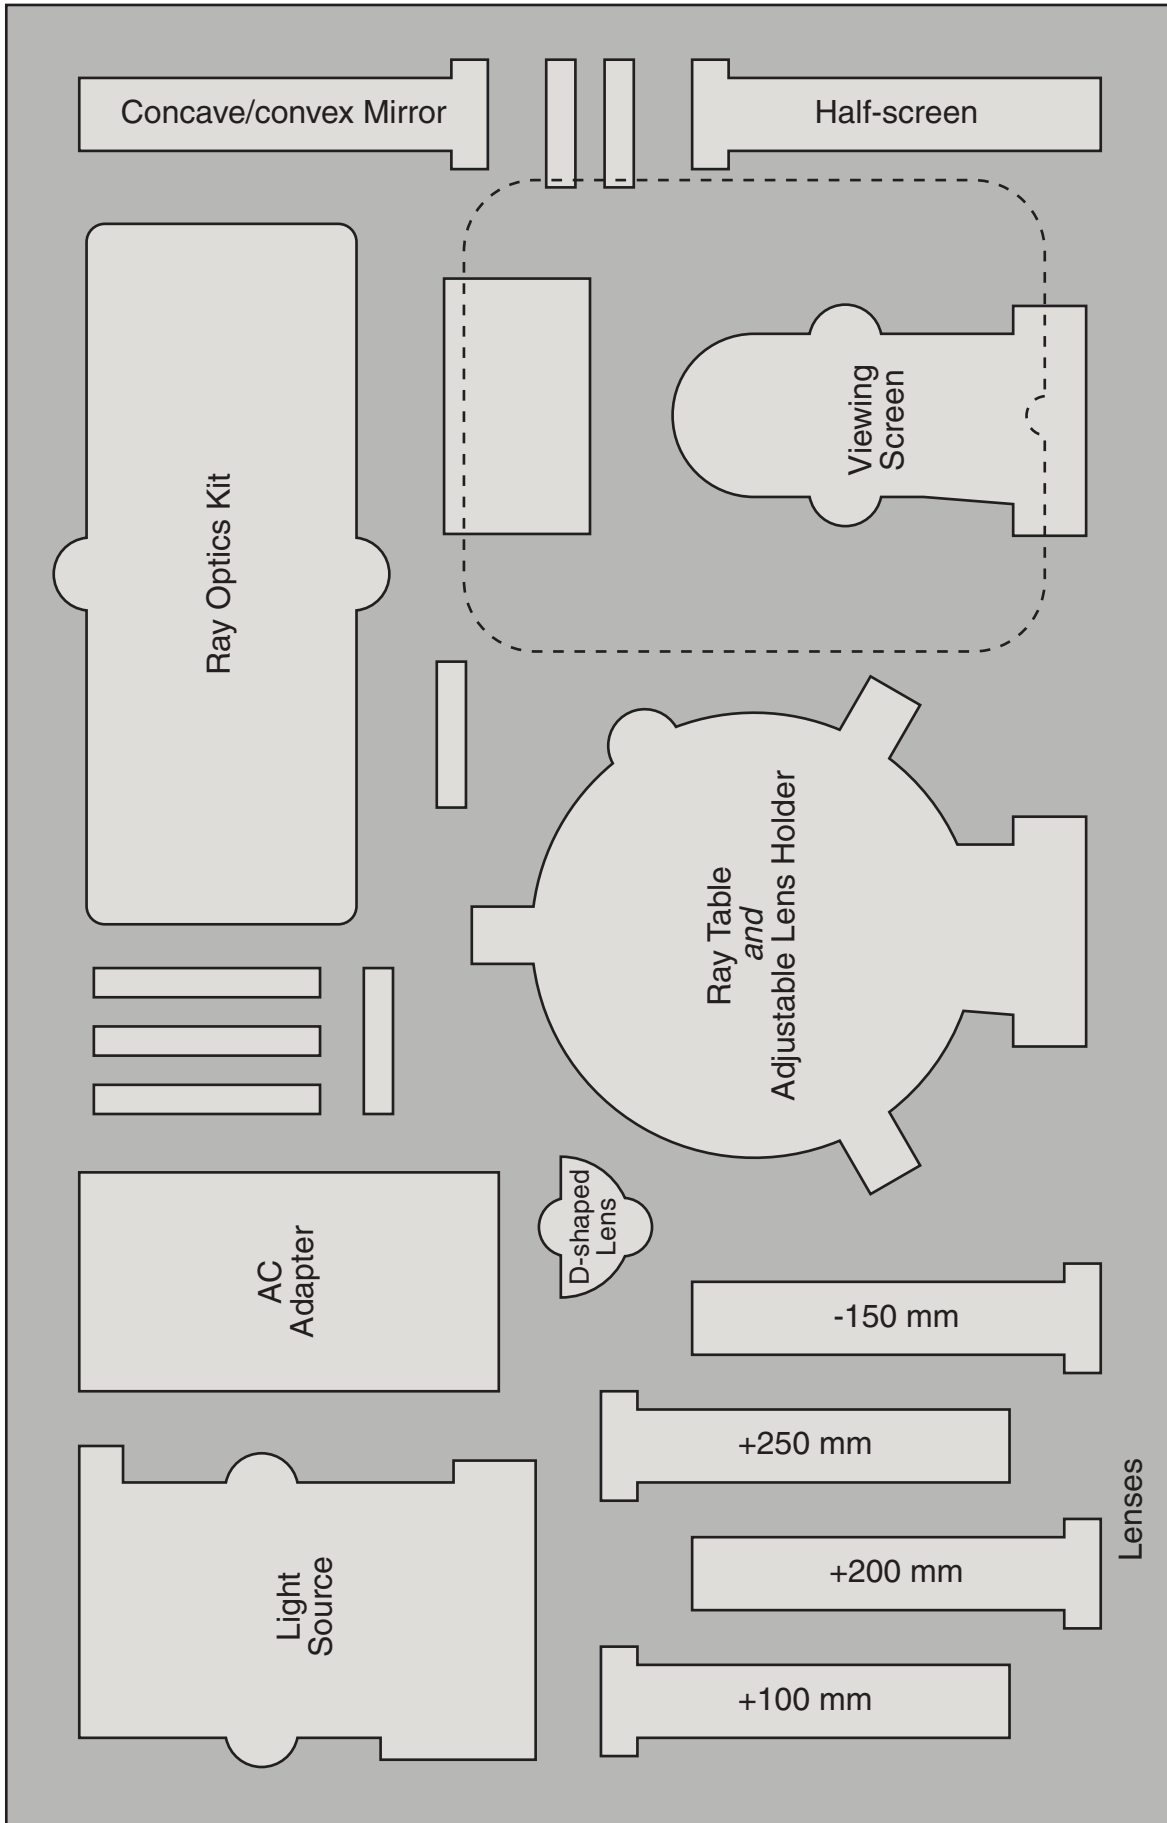 Concave/convex Mirror
Half-screen
Viewing
Screen
Ray Optics Kit
Ray Table
and
Adjustable Lens Holder
AC
Adapter
D-shaped
Lens
-150 mm
+250 mm
Light
Source
+200 mm
+100 mm
Lenses